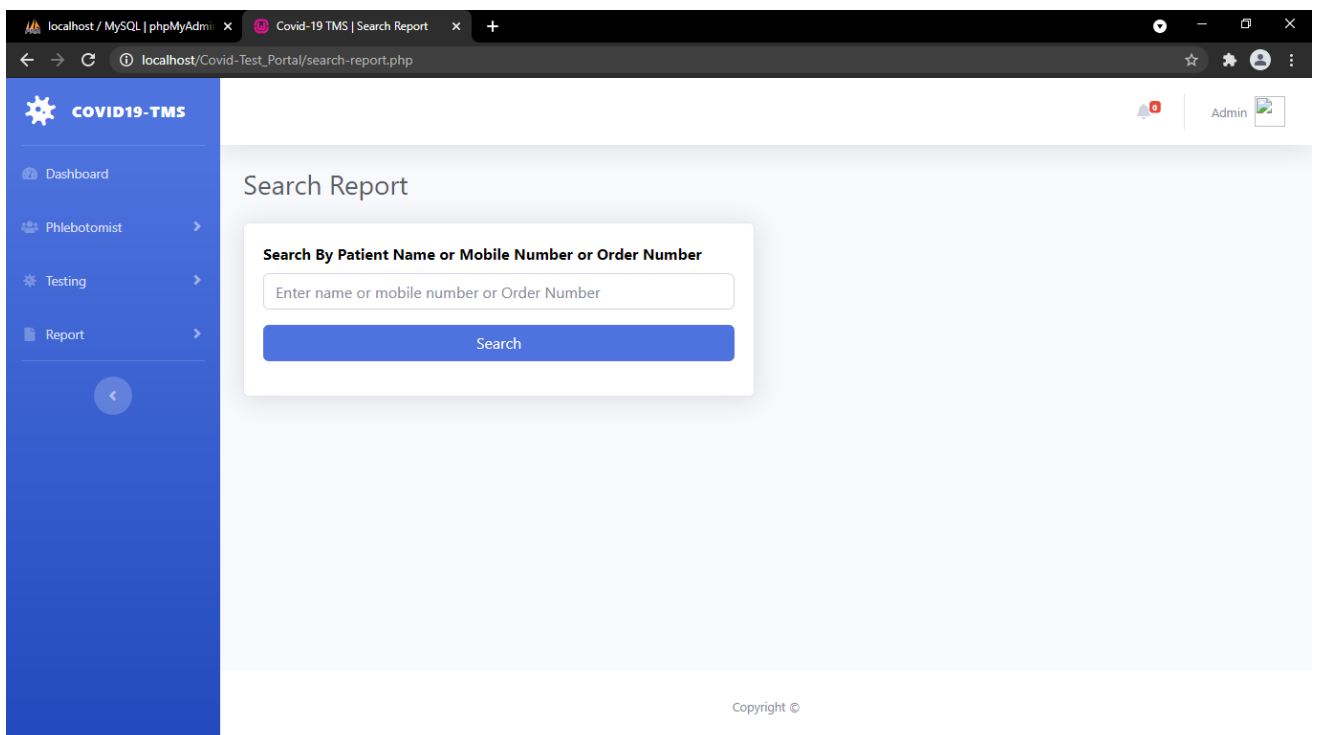 localhost / MySQL | phpMyAdmi
Covid-19 TMS | Search Report
localhost/Covid-Test_Portal/search-report.php
COVID19-TMS
0
Admin
Dashboard
Phlebotomist
Testing
Report
Search Report
Search By Patient Name or Mobile Number or Order Number
Enter name or mobile number or Order Number
Search
Copyright ©